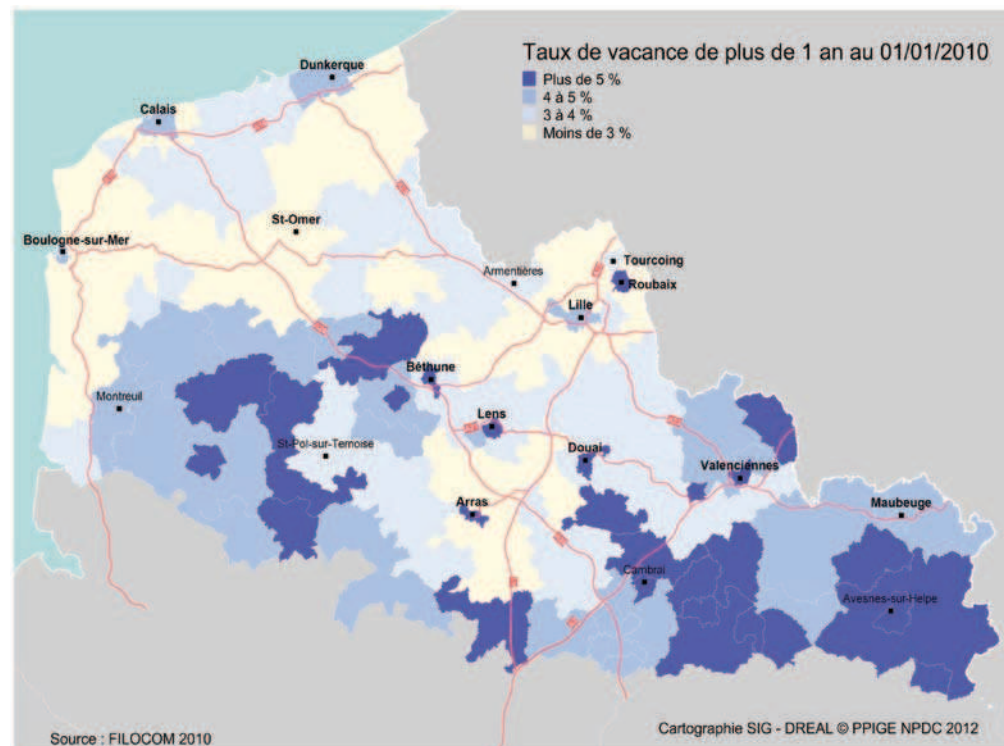 Taux de vacance de plus de 1 an au 01/01/2010
Plus de 5 %
4 à 5 %
3 à 4 %
Moins de 3 %
Dunkerque
Calais
St-Omer
Boulogne-sur-Mer
Armentières
Tourcoing
Roubaix
Lille
Béthune
Montreuil
Lens
St-Pol-sur-Ternoise
Douai
Valenciennes
Arras
Maubeuge
Cambrai
Avesnes-sur-Helpe
Source : FILOCOM 2010
Cartographie SIG - DREAL © PPIGE NPDC 2012